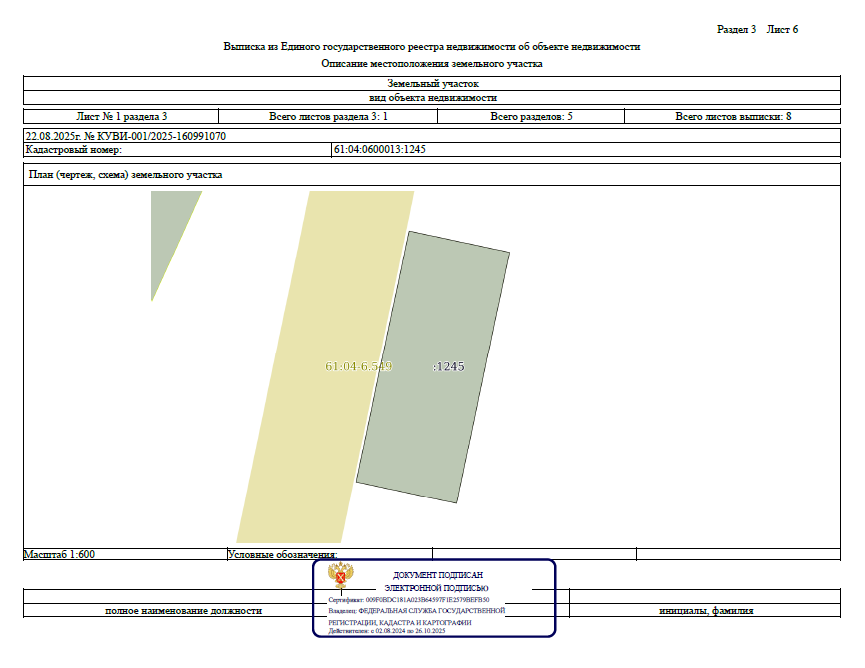 Раздел 3 Лист 6
Выписка из Единого государственного реестра недвижимости об объекте недвижимости
Описание местоположения земельного участка
Земельный участок
вид объекта недвижимости
Лист № 1 раздела 3 Всего листов раздела 3: 1 Всего разделов: 5 Всего листов выписки: 8
22.08.2025г. № КУВИ-001/2025-160991070
Кадастровый номер: 61:04:0600013:1245
План (чертеж, схема) земельного участка
61:04-6.549 :1245
Масштаб 1:600 Условные обозначения:
ДОКУМЕНТ ПОДПИСАН
ЭЛЕКТРОННОЙ ПОДПИСЬЮ
Сертификат: 009F0BDC181A023B64597F1E2579BEFB50
Владелец: ФЕДЕРАЛЬНАЯ СЛУЖБА ГОСУДАРСТВЕННОЙ
РЕГИСТРАЦИИ, КАДАСТРА И КАРТОГРАФИИ
Действителен: с 02.08.2024 по 26.10.2025
полное наименование должности инициалы, фамилия